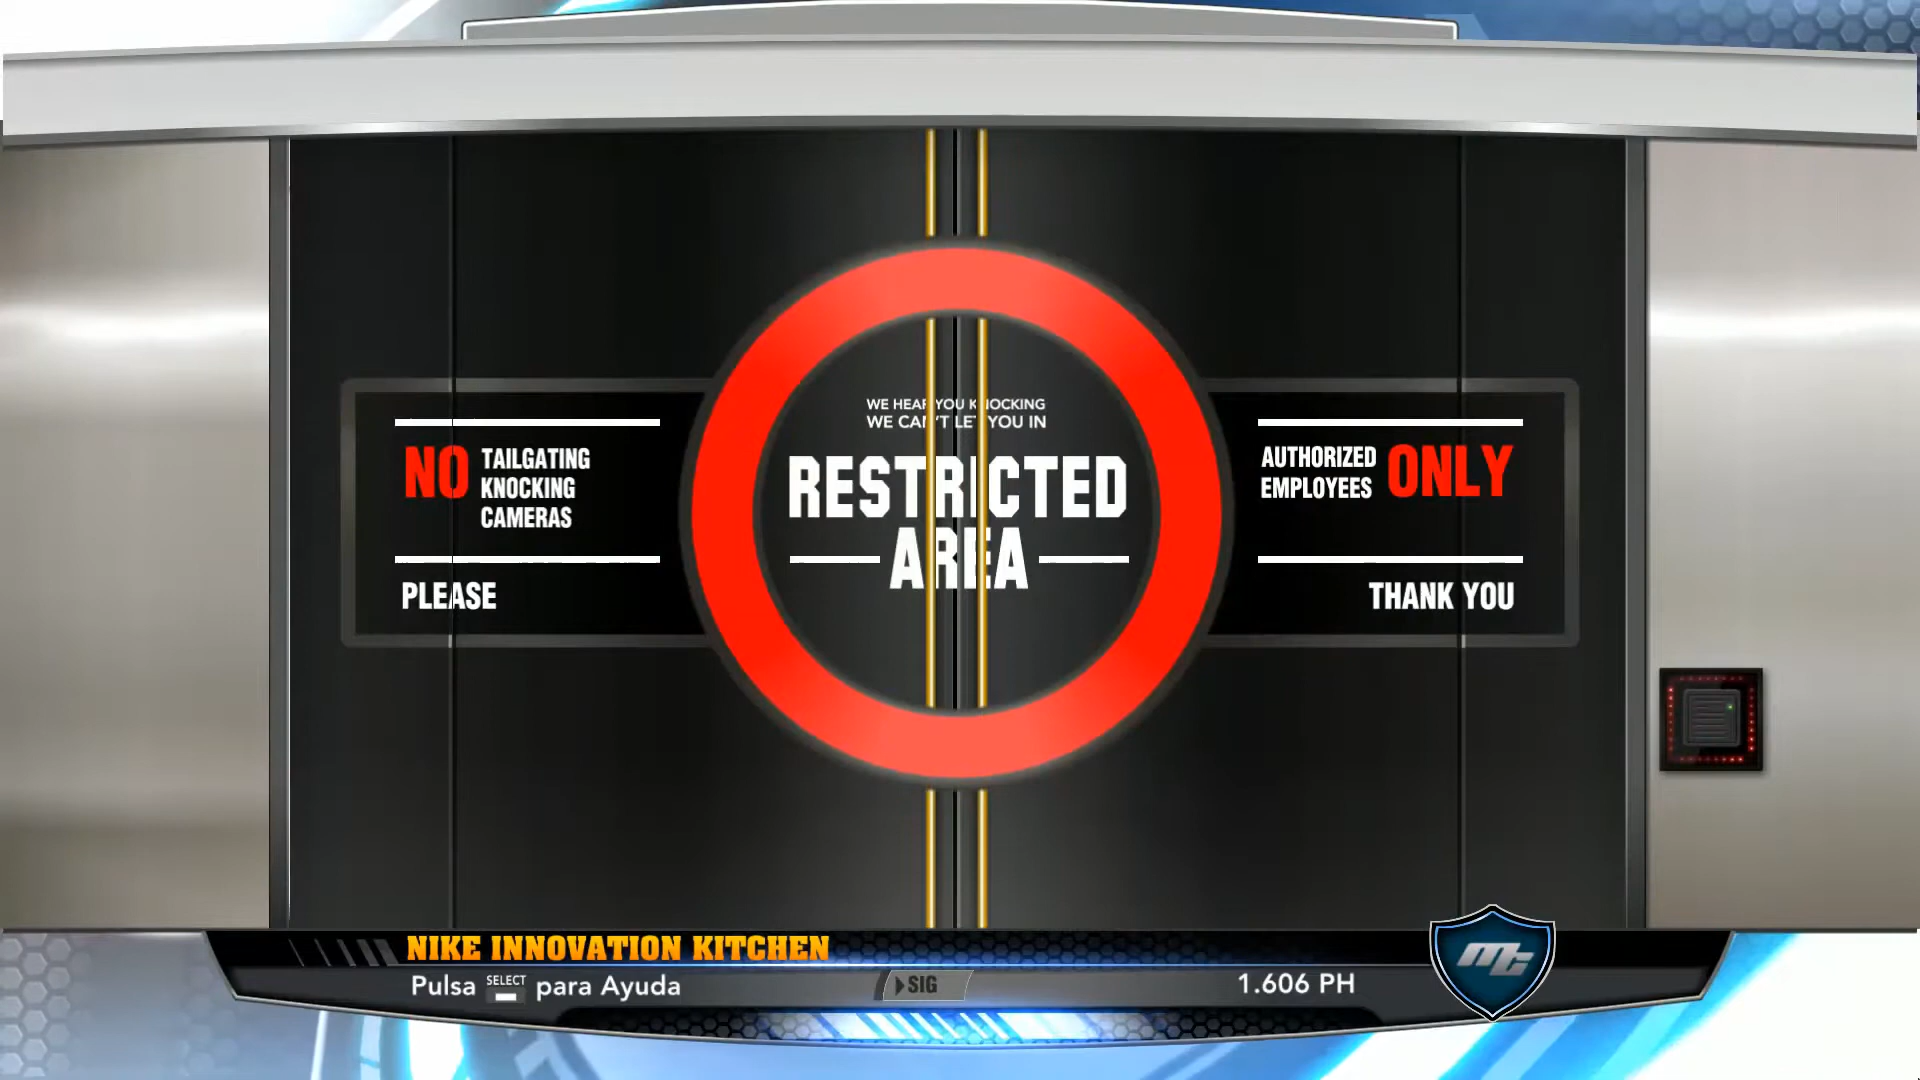 WE HEAR YOU KNOCKING
WE CAN'T LET YOU IN
RESTRICTED
AREA
NO TAILGATING
KNOCKING
CAMERAS
PLEASE
AUTHORIZED
EMPLOYEES ONLY
THANK YOU
NIKE INNOVATION KITCHEN
Pulsa SELECT para Ayuda
SIG
1.606 PH